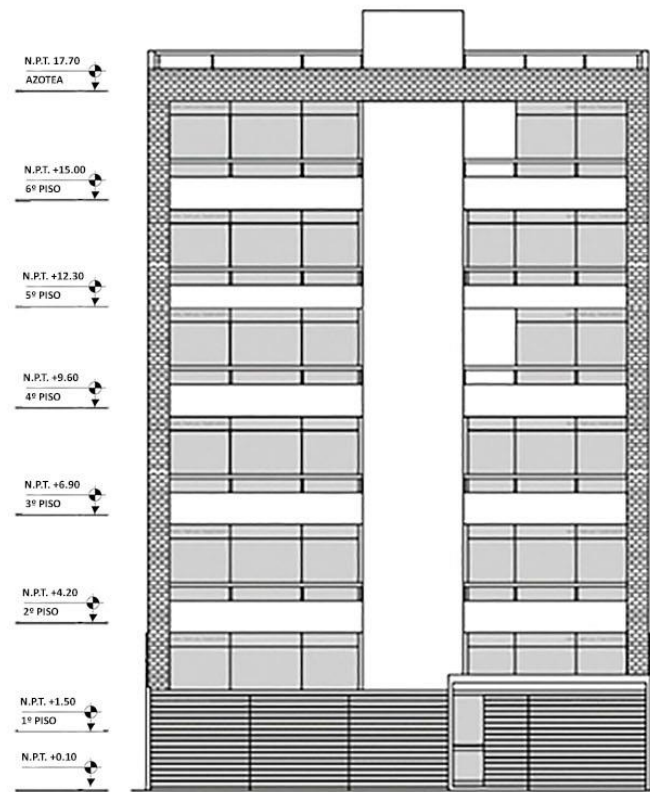 N.P.T. 17.70
AZOTEA
N.P.T. +15.00
6º PISO
N.P.T. +12.30
5º PISO
N.P.T. +9.60
4º PISO
N.P.T. +6.90
3º PISO
N.P.T. +4.20
2º PISO
N.P.T. +1.50
1º PISO
N.P.T. +0.10